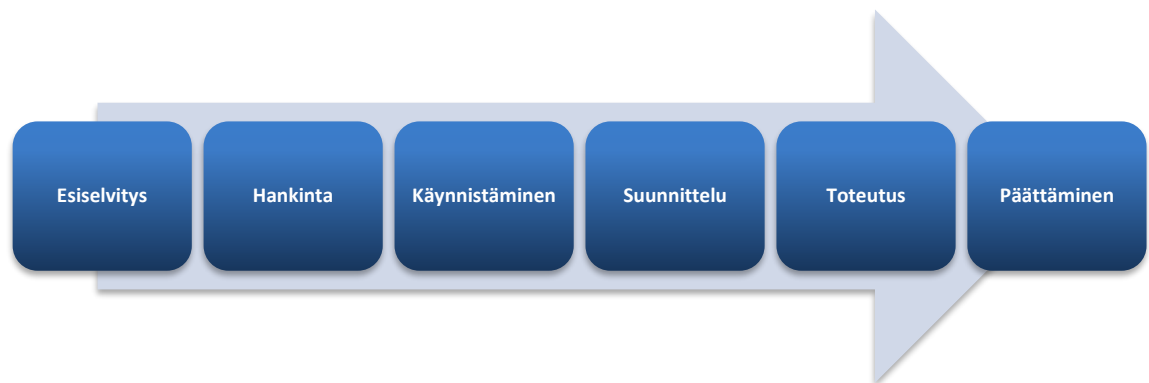 Esiselvitys
Hankinta
Käynnistäminen
Suunnittelu
Toteutus
Päättäminen